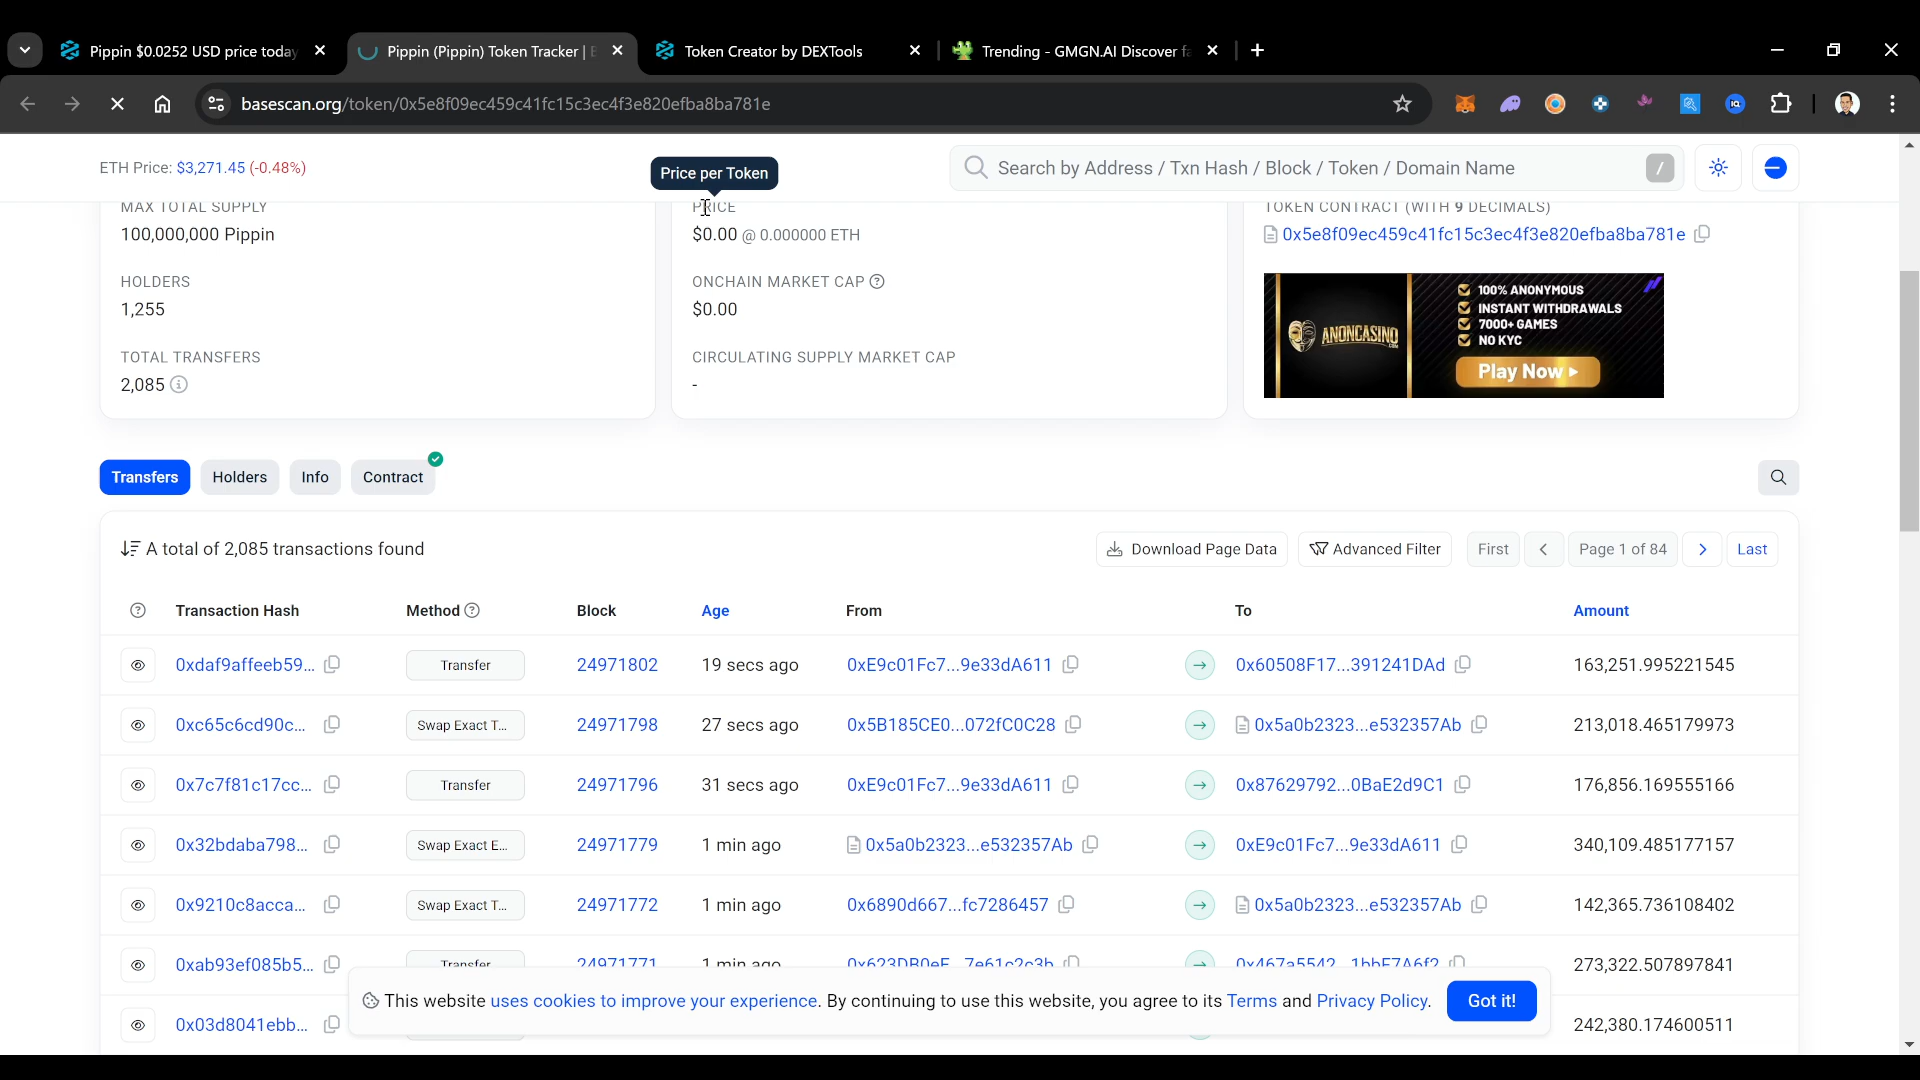 Pippin $0.0252 USD price today
Pippin (Pippin) Token Tracker |
Token Creator by DEXTools
Trending - GMGN.AI Discover fa
basescan.org/token/0x5e8f09ec459c41fc15c3ec4f3e820efba8ba781e
ETH Price: $3,271.45 (-0.48%)
Price per Token
Search by Address / Txn Hash / Block / Token / Domain Name
/
MAX TOTAL SUPPLY
100,000,000 Pippin
HOLDERS
1,255
TOTAL TRANSFERS
2,085
PRICE
$0.00 @ 0.000000 ETH
ONCHAIN MARKET CAP
$0.00
CIRCULATING SUPPLY MARKET CAP
-
TOKEN CONTRACT (WITH 9 DECIMALS)
0x5e8f09ec459c41fc15c3ec4f3e820efba8ba781e
ANONCASINO
100% ANONYMOUS
INSTANT WITHDRAWALS
7000+ GAMES
NO KYC
Play Now
Transfers Holders Info Contract
A total of 2,085 transactions found
Download Page Data Advanced Filter First Page 1 of 84 Last
Transaction Hash Method Block Age From To Amount
0xdaf9affeeb59... Transfer 24971802 19 secs ago 0xE9c01Fc7...9e33dA611 0x60508F17...391241DAd 163,251.995221545
0xc65c6cd90c... Swap Exact T... 24971798 27 secs ago 0x5B185CE0...072fC0C28 0x5a0b2323...e532357Ab 213,018.465179973
0x7c7f81c17cc... Transfer 24971796 31 secs ago 0xE9c01Fc7...9e33dA611 0x87629792...0BaE2d9C1 176,856.169555166
0x32bdaba798... Swap Exact E... 24971779 1 min ago 0x5a0b2323...e532357Ab 0xE9c01Fc7...9e33dA611 340,109.485177157
0x9210c8acca... Swap Exact T... 24971772 1 min ago 0x6890d667...fc7286457 0x5a0b2323...e532357Ab 142,365.736108402
0xab93ef085b5... Transfer 24971771 1 min ago 0x623DB0eE...7e61c2c3b 0x467a5542...1bbF7A6f2 273,322.507897841
0x03d8041ebb... 242,380.174600511
This website uses cookies to improve your experience. By continuing to use this website, you agree to its Terms and Privacy Policy.
Got it!